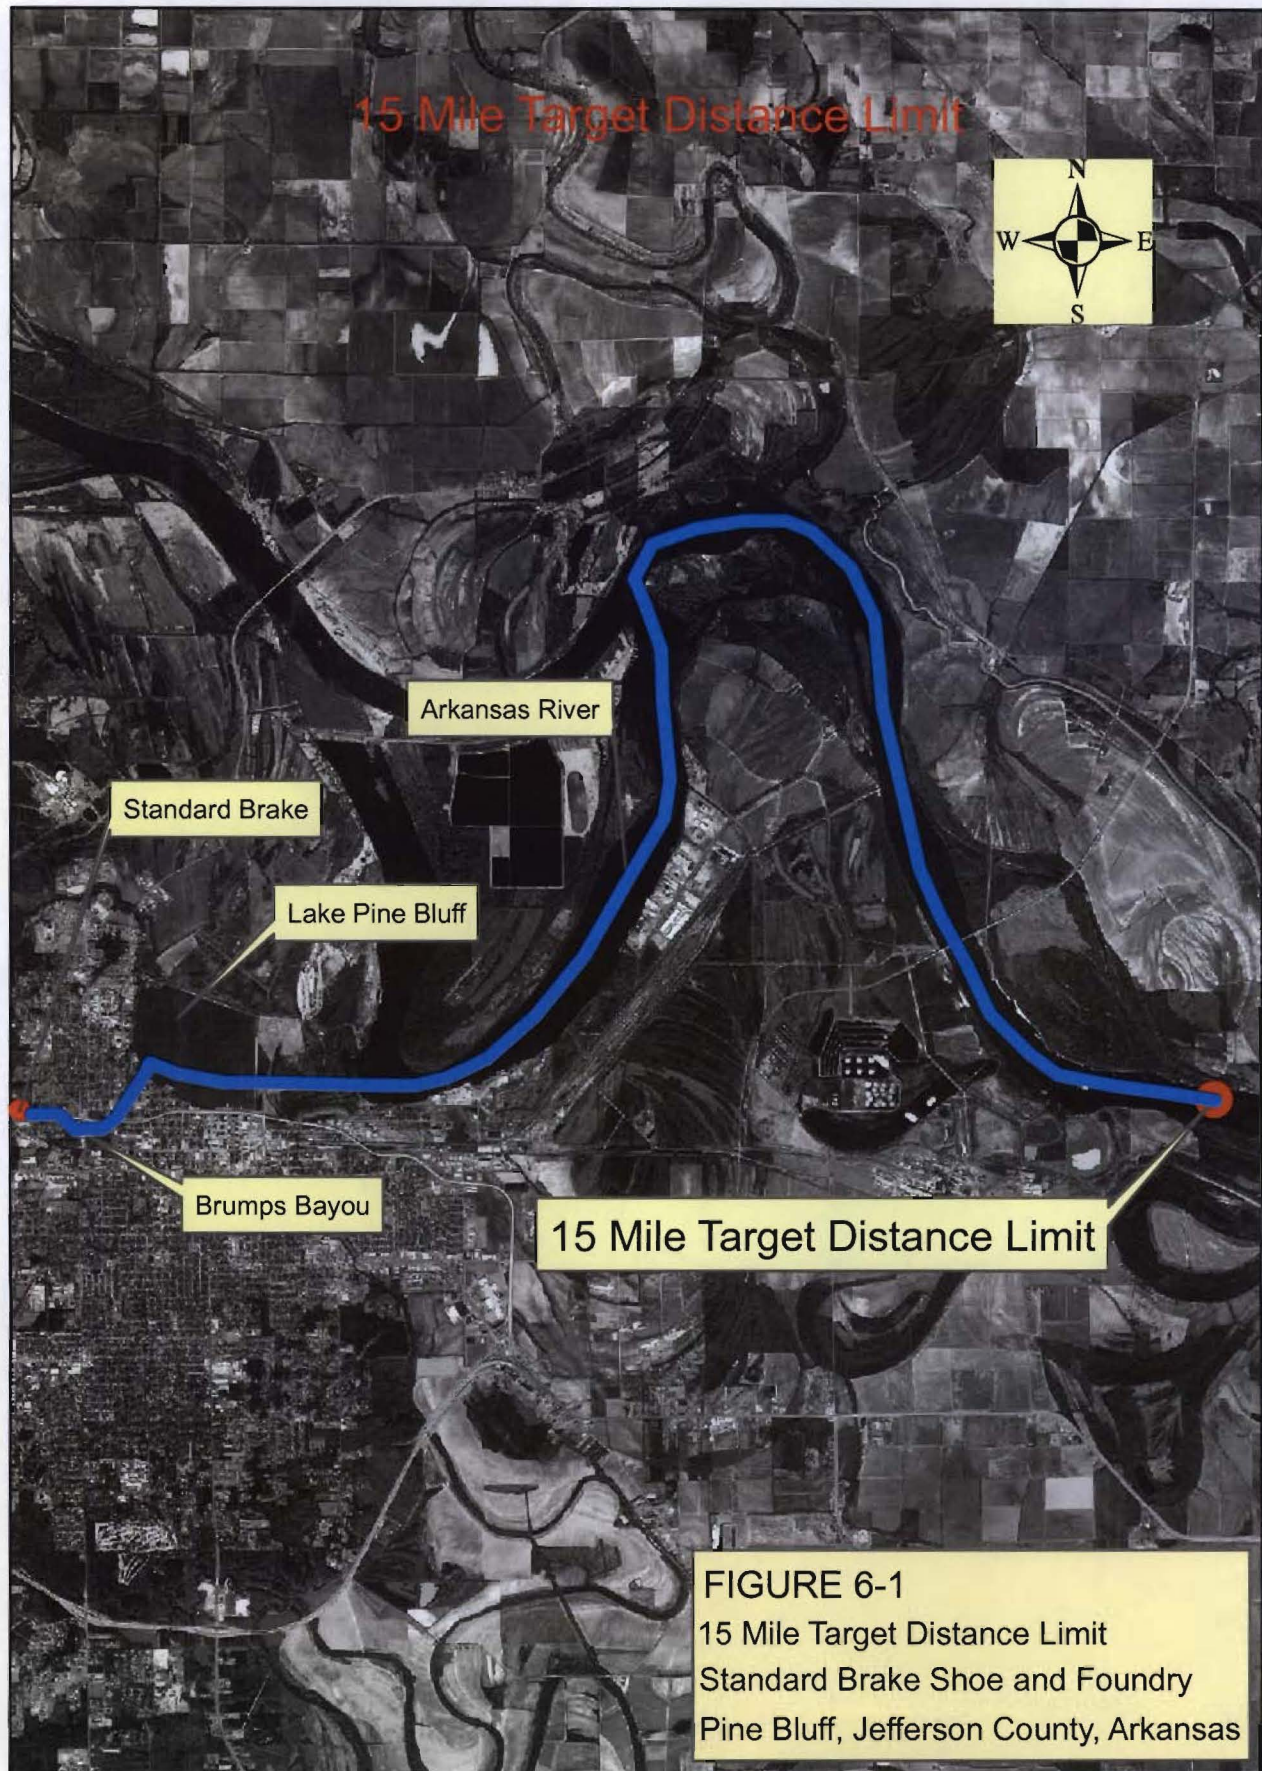 15 Mile Target Distance Limit
N
W
E
S
Arkansas River
Standard Brake
Lake Pine Bluff
Brumps Bayou
15 Mile Target Distance Limit
FIGURE 6-1
15 Mile Target Distance Limit
Standard Brake Shoe and Foundry
Pine Bluff, Jefferson County, Arkansas